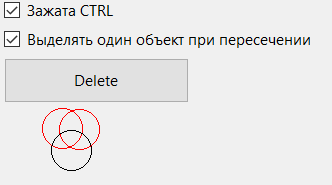 Зажата CTRL
Выделять один объект при пересечении
Delete